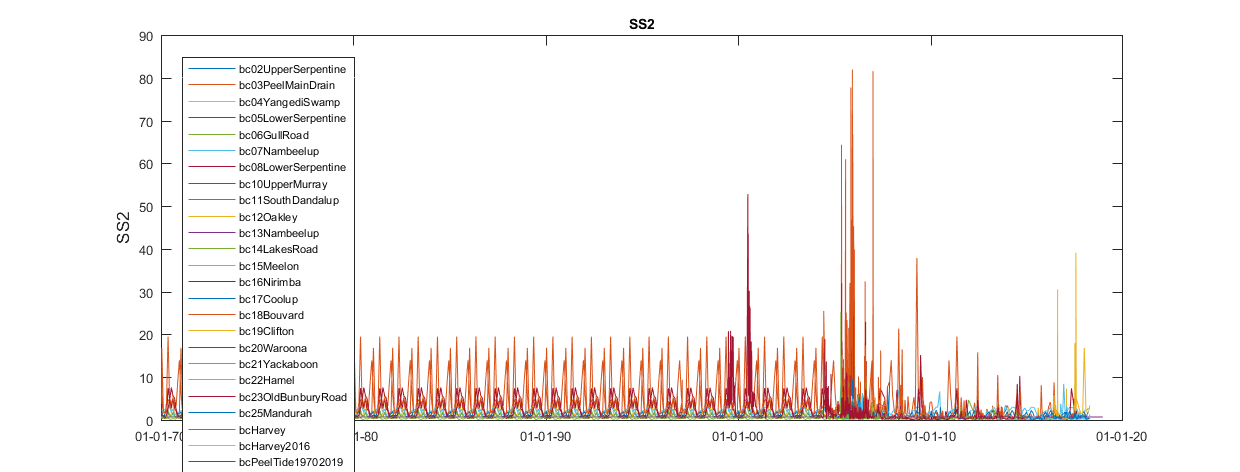 SS2
90
80
70
60
50
40
30
20
10
0
SS2
bc02UpperSerpentine
bc03PeelMainDrain
bc04YangediSwamp
bc05LowerSerpentine
bc06GullRoad
bc07Nambeelup
bc08LowerSerpentine
bc10UpperMurray
bc11SouthDandalup
bc12Oakley
bc13Nambeelup
bc14LakesRoad
bc15Meelon
bc16Nirimba
bc17Coolup
bc18Bouvard
bc19Clifton
bc20Waroona
bc21Yackaboon
bc22Hamel
bc23OldBunburyRoad
bc25Mandurah
bcHarvey
bcHarvey2016
bcPeelTide19702019
01-01-70 1-80 01-01-90 01-01-00 01-01-10 01-01-20